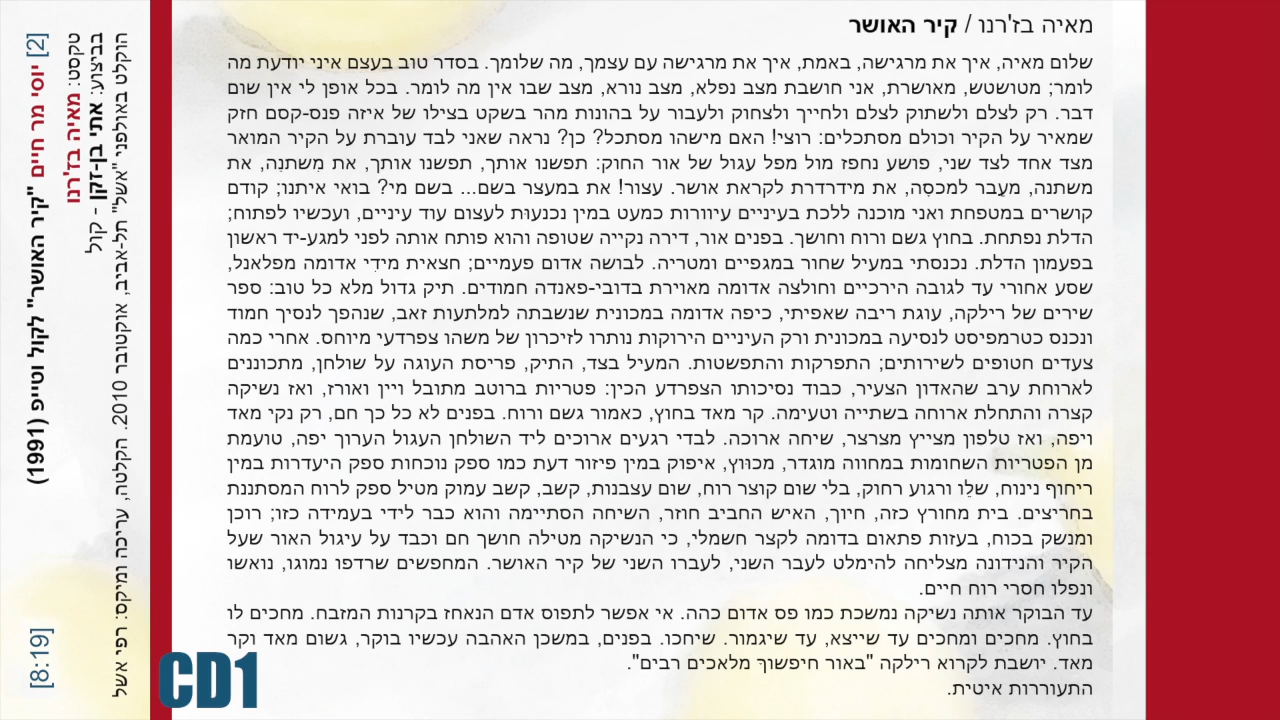 מאיה בז'רנו / קיר האושר
שלום מאיה, איך את מרגישה, באמת, איך את מרגישה עם עצמך, מה שלומך. בסדר טוב בעצם איני יודעת מה
לומר; מטושטש, מאושרת, אני חושבת מצב נפלא, מצב נורא, מצב שבו אין מה לומר. בכל אופן לי אין שום
דבר. רק לצלם ולשתוק לצלם ולחייך ולצחוק ולעבור על בהונות מהר בשקט בצילו של איזה פנס-קסם חזק
שמאיר על הקיר וכולם מסתכלים: רוצי! האם מישהו מסתכל? כן? נראה שאני לבד עוברת על הקיר המואר
מצד אחד לצד שני, פושע נחפז מול מפל עגול של אור החוק: תפשנו אותך, תפשנו אותך, את מִשתנָה, את
משתנה, מעֵבר למכסֶה, את מידרדרת לקראת אושר. עצור! את במעצר בשם... בשם מי? בואי איתנו; קודם
קושרים במטפחת ואני מוכנה ללכת בעיניים עיוורות כמעט במין נכנעוּת לעצום עוד עיניים, ועכשיו לפתוח;
הדלת נפתחת. בחוץ גשם ורוח וחושך. בפנים אור, דירה נקייה שטופה והוא פותח אותה לפני למגע-יד ראשון
בפעמון הדלת. נכנסתי במעיל שחור במגפיים ומטריה. לבושה אדום פעמיים; חצאית מידִי אדומה מפלאנל,
שסע אחורי עד לגובה הירכיים וחולצה אדומה מאוירת בדובי-פאנדה חמודים. תיק גדול מלא כל טוב: ספר
שירים של רילקה, עוגת ריבה שאפיתי, כיפה אדומה במכונית שנשבתה למלתעות זאב, שנהפך לנסיך חמוד
ונכנס כטרמפיסט לנסיעה במכונית ורק העיניים הירוקות נותרו לזיכרון של משהו צפרדעי מיוחס. אחרי כמה
צעדים חטופים לשירותים; התפרקות והתפשטות. המעיל בצד, התיק, פריסת העוגה על שולחן, מתכוננים
לארוחת ערב שהאדון הצעיר, כבוד נסיכותו הצפרדע הכין: פטריות ברוטב מתובל ויין ואורז, ואז נשיקה
קצרה והתחלת ארוחה בשתייה וטעימה. קר מאד בחוץ, כאמור גשם ורוח. בפנים לא כל כך חם, רק נקי מאד
ויפה, ואז טלפון מצייץ מצרצר, שיחה ארוכה. לבדי רגעים ארוכים ליד השולחן העגול הערוך יפה, טועמת
מן הפטריות השחומות במחווה מוגדר, מכוּוץ, איפוק במין פיזור דעת כמו ספק נוכחות ספק היעדרות במין
ריחוף נינוח, שלֵו ורגוע רחוק, בלי שום קוצר רוח, שום עצבנות, קשב, קשב עמוק מטיל ספק לרוח המסתננת
בחריצים. בית מחורץ כזה, חיוך, האיש החביב חוזר, השיחה הסתיימה והוא כבר לידי בעמידה כזו; רוכן
ומנשק בכוח, בעזות פתאום בדומה לקצר חשמלי, כי הנשיקה מטילה חושך חם וכבד על עיגול האור שעל
הקיר והנידונה מצליחה להימלט לעבר השני, לעברו השני של קיר האושר. המחפשים שרדפו נמוגו, נואשו
ונפלו חסרי רוח חיים.
עד הבוקר אותה נשיקה נמשכת כמו פס אדום כהה. אי אפשר לתפוס אדם הנאחז בקרנות המזבח. מחכים לו
בחוץ. מחכים ומחכים עד שייצא, עד שיגמור. שיחכו. בפנים, במשכן האהבה עכשיו בוקר, גשום מאד וקר
מאד. יושבת לקרוא רילקה "באור חיפשוךָ מלאכים רבים".
התעוררות איטית.
[2] יוסי מר חיים "קיר האושר" לקול וטייפ (1991) [8:19]
טקסט: מאיה בז'רנו
בביצוע: אתי בן-זקן - קול
הוקלט באולפני "אשל" תל-אביב, אוקטובר 2010. הקלטה, עריכה ומיקס: רפי אשל
CD1